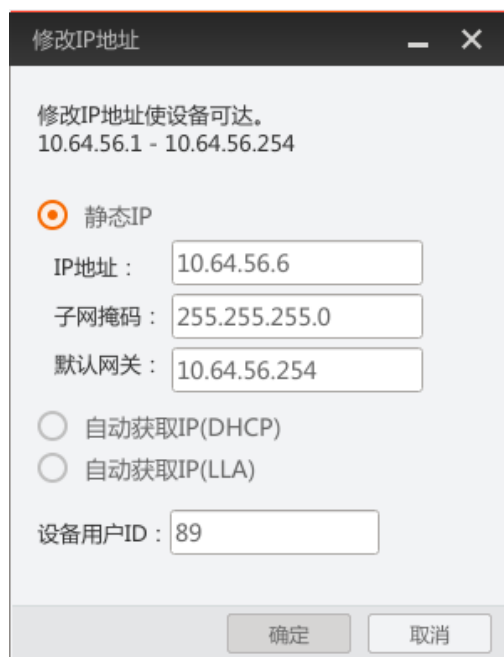 修改IP地址
修改IP地址使设备可达。
10.64.56.1 - 10.64.56.254
静态IP
IP地址： 10.64.56.6
子网掩码： 255.255.255.0
默认网关： 10.64.56.254
自动获取IP(DHCP)
自动获取IP(LLA)
设备用户ID： 89
确定 取消